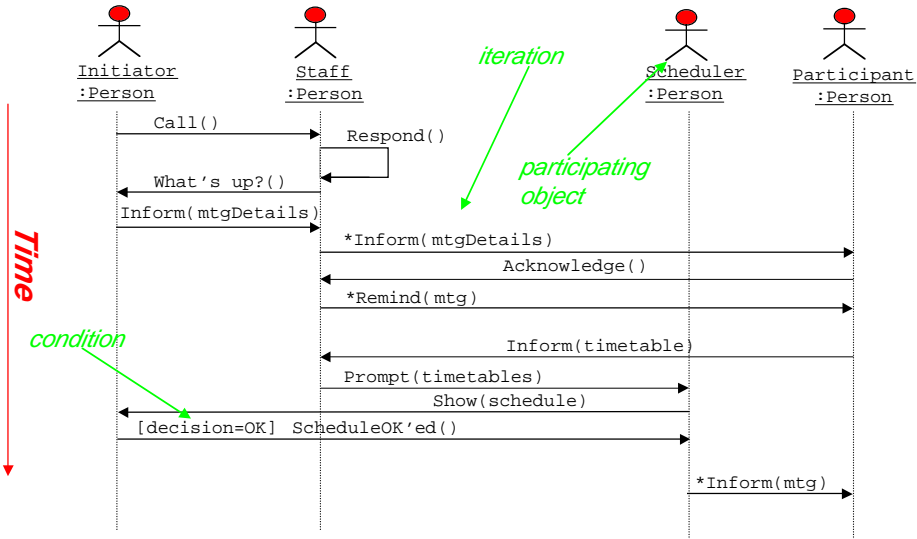 Initiator
:Person
Staff
:Person
iteration
Scheduler
:Person
Participant
:Person
Call()
Respond()
participating
object
What's up?()
Inform(mtgDetails)
Time
*Inform(mtgDetails)
Acknowledge()
*Remind(mtg)
condition
Inform(timetable)
Prompt(timetables)
Show(schedule)
[decision=OK] ScheduleOK'ed()
*Inform(mtg)